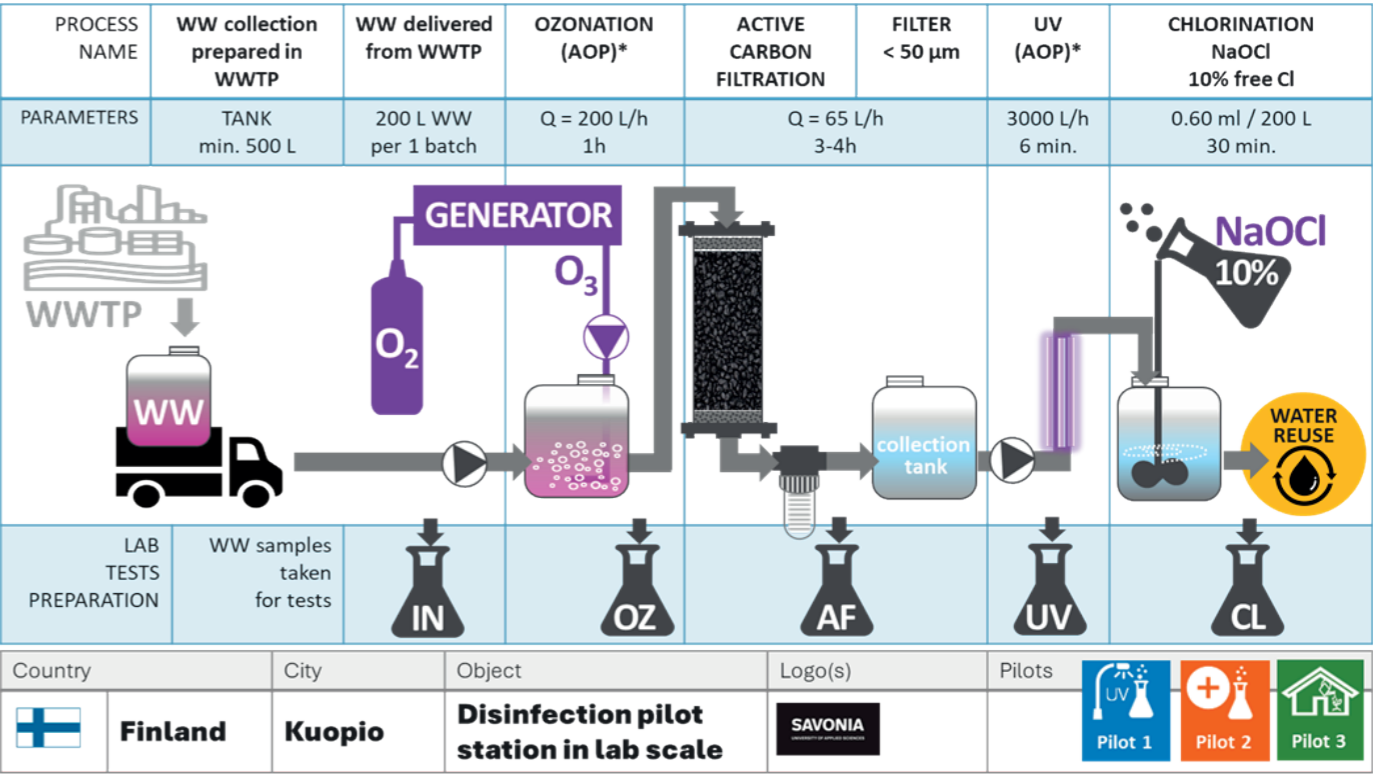 PROCESS
NAME
WW collection
prepared in
WWTP
WW delivered
from WWTP
OZONATION
(AOP)*
ACTIVE
CARBON
FILTRATION
FILTER
< 50 µm
UV
(AOP)*
CHLORINATION
NaOCl
10% free Cl
PARAMETERS
TANK
min. 500 L
200 L WW
per 1 batch
Q = 200 L/h
1h
Q = 65 L/h
3-4h
3000 L/h
6 min.
0.60 ml / 200 L
30 min.
WWTP
WW
GENERATOR
O2
O3
collection
tank
NaOCl
10%
WATER
REUSE
LAB
TESTS
PREPARATION
WW samples
taken
for tests
IN
OZ
AF
UV
CL
Country
City
Object
Logo(s)
Pilots
Finland
Kuopio
Disinfection pilot
station in lab scale
SAVONIA
UNIVERSITY OF APPLIED SCIENCES
UV
Pilot 1
Pilot 2
Pilot 3